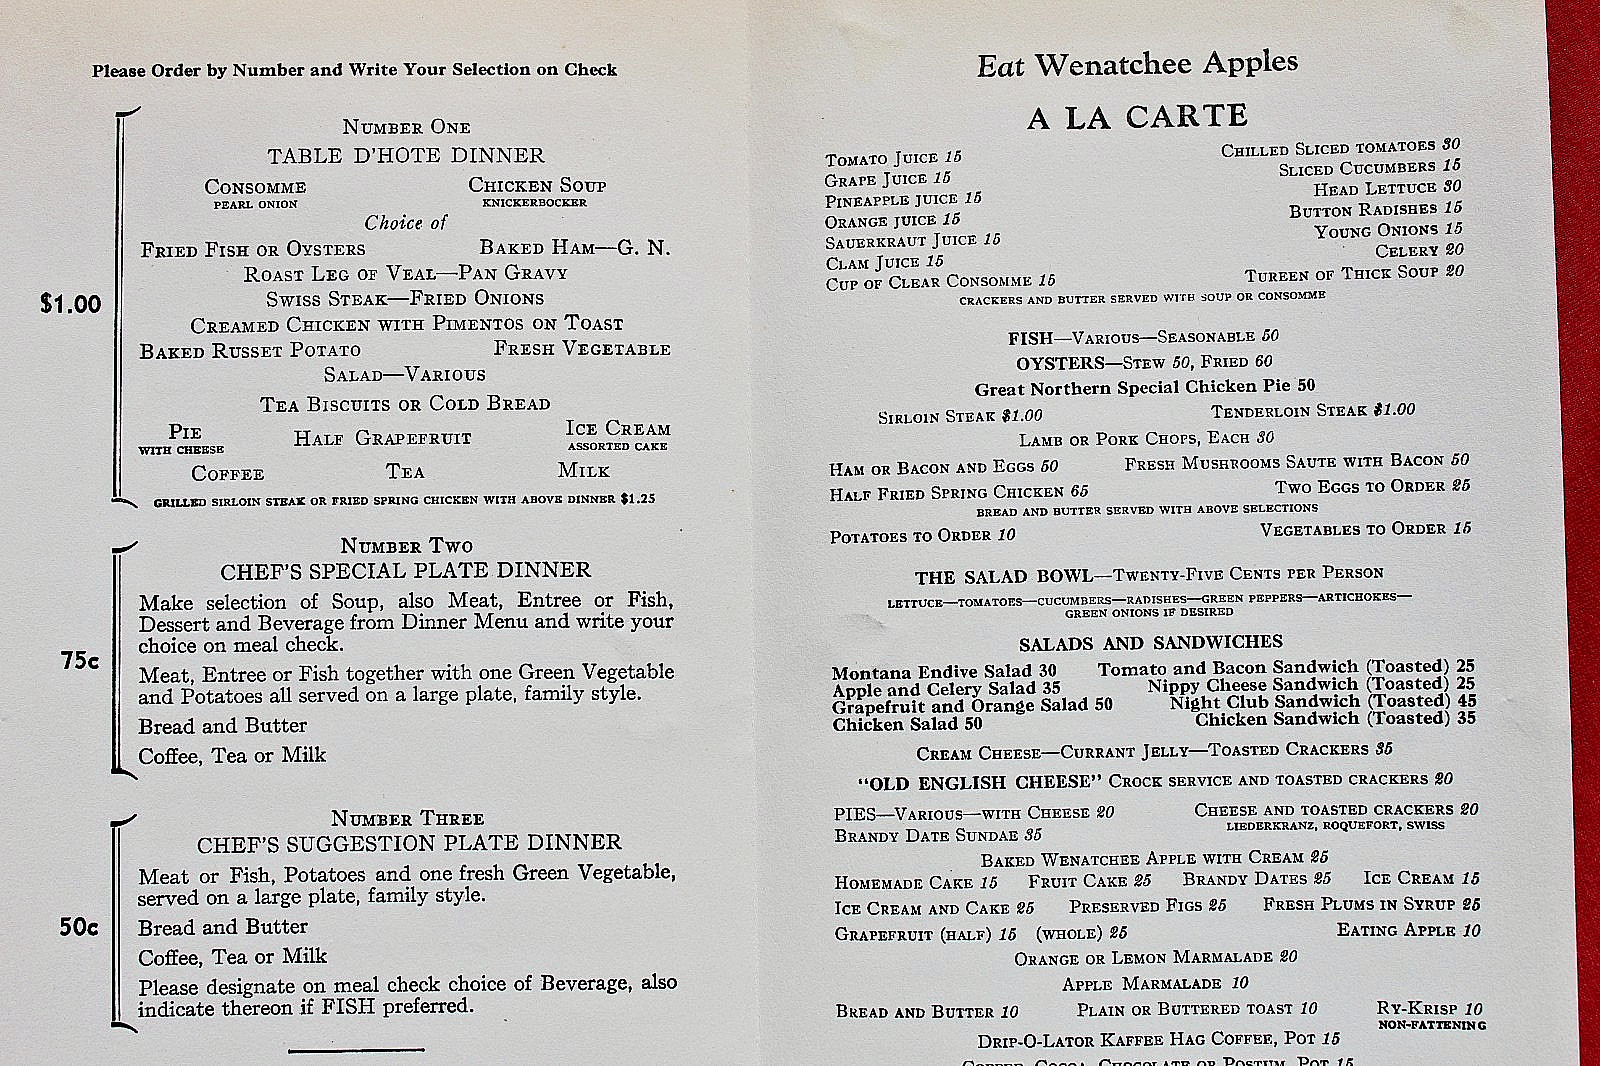 Please Order by Number and Write Your Selection on Check
Number One
TABLE D'HOTE DINNER
Consomme Chicken Soup
PEARL ONION KNICKERBOCKER
Choice of
Fried Fish or Oysters Baked Ham—G. N.
Roast Leg of Veal—Pan Gravy
$1.00
Swiss Steak—Fried Onions
Creamed Chicken with Pimentos on Toast
Baked Russet Potato Fresh Vegetable
Salad—Various
Tea Biscuits or Cold Bread
Pie Half Grapefruit Ice Cream
WITH CHEESE ASSORTED CAKE
Coffee Tea Milk
GRILLED SIRLOIN STEAK OR FRIED SPRING CHICKEN WITH ABOVE DINNER $1.25
Number Two
CHEF'S SPECIAL PLATE DINNER
Make selection of Soup, also Meat, Entree or Fish,
Dessert and Beverage from Dinner Menu and write your
choice on meal check.
75c
Meat, Entree or Fish together with one Green Vegetable
and Potatoes all served on a large plate, family style.
Bread and Butter
Coffee, Tea or Milk
Number Three
CHEF'S SUGGESTION PLATE DINNER
Meat or Fish, Potatoes and one fresh Green Vegetable,
served on a large plate, family style.
50c
Bread and Butter
Coffee, Tea or Milk
Please designate on meal check choice of Beverage, also
indicate thereon if FISH preferred.
Eat Wenatchee Apples
A LA CARTE
Tomato Juice 15 Chilled Sliced tomatoes 30
Grape Juice 15 Sliced Cucumbers 15
Pineapple juice 15 Head Lettuce 30
Orange juice 15 Button Radishes 15
Sauerkraut Juice 15 Young Onions 15
Clam Juice 15 Celery 20
Cup of Clear Consomme 15 Tureen of Thick Soup 20
CRACKERS AND BUTTER SERVED WITH SOUP OR CONSOMME
FISH—Various—Seasonable 50
OYSTERS—Stew 50, Fried 60
Great Northern Special Chicken Pie 50
Sirloin Steak $1.00 Tenderloin Steak $1.00
Lamb or Pork Chops, Each 30
Ham or Bacon and Eggs 50 Fresh Mushrooms Saute with Bacon 50
Half Fried Spring Chicken 65 Two Eggs to Order 25
BREAD AND BUTTER SERVED WITH ABOVE SELECTIONS
Potatoes to Order 10 Vegetables to Order 15
THE SALAD BOWL—Twenty-Five Cents per Person
LETTUCE—TOMATOES—CUCUMBERS—RADISHES—GREEN PEPPERS—ARTICHOKES—
GREEN ONIONS IF DESIRED
SALADS AND SANDWICHES
Montana Endive Salad 30 Tomato and Bacon Sandwich (Toasted) 25
Apple and Celery Salad 35 Nippy Cheese Sandwich (Toasted) 25
Grapefruit and Orange Salad 50 Night Club Sandwich (Toasted) 45
Chicken Salad 50 Chicken Sandwich (Toasted) 35
Cream Cheese—Currant Jelly—Toasted Crackers 35
"OLD ENGLISH CHEESE" Crock service and toasted crackers 20
PIES—Various—with Cheese 20 Cheese and toasted crackers 20
LIEDERKRANZ, ROQUEFORT, SWISS
Brandy Date Sundae 35
Baked Wenatchee Apple with Cream 25
Homemade Cake 15 Fruit Cake 25 Brandy Dates 25 Ice Cream 15
Ice Cream and Cake 25 Preserved Figs 25 Fresh Plums in Syrup 25
Grapefruit (half) 15 (whole) 25 Eating Apple 10
Orange or Lemon Marmalade 20
Apple Marmalade 10
Bread and Butter 10 Plain or Buttered toast 10 Ry-Krisp 10
NON-FATTENING
Drip-O-Lator Kaffee Hag Coffee, Pot 15
Coffee, Cocoa, Chocolate or Postum, Pot 15